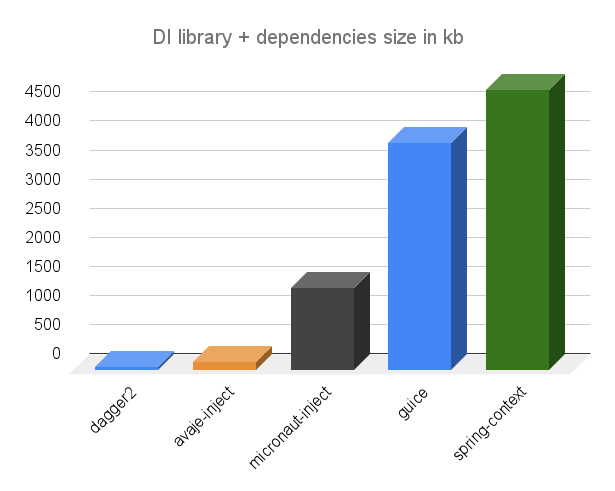 DI library + dependencies size in kb
4500
4000
3500
3000
2500
2000
1500
1000
500
0
dagger2
avaje-inject
micronaut-inject
guice
spring-context